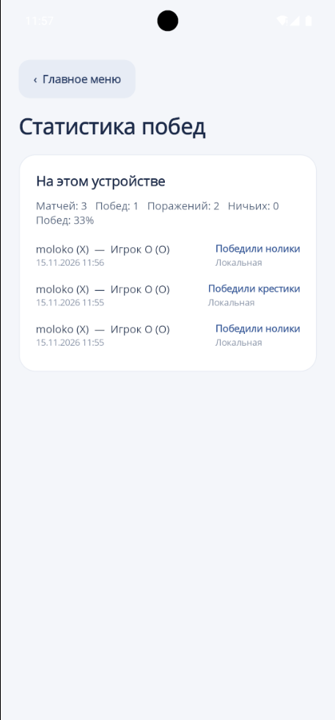 11:57
‹ Главное меню
Статистика побед
На этом устройстве
Матчей: 3 Побед: 1 Поражений: 2 Ничьих: 0
Побед: 33%
moloko (X) — Игрок O (O) Победили нолики
15.11.2026 11:56 Локальная
moloko (X) — Игрок O (O) Победили крестики
15.11.2026 11:55 Локальная
moloko (X) — Игрок O (O) Победили нолики
15.11.2026 11:55 Локальная